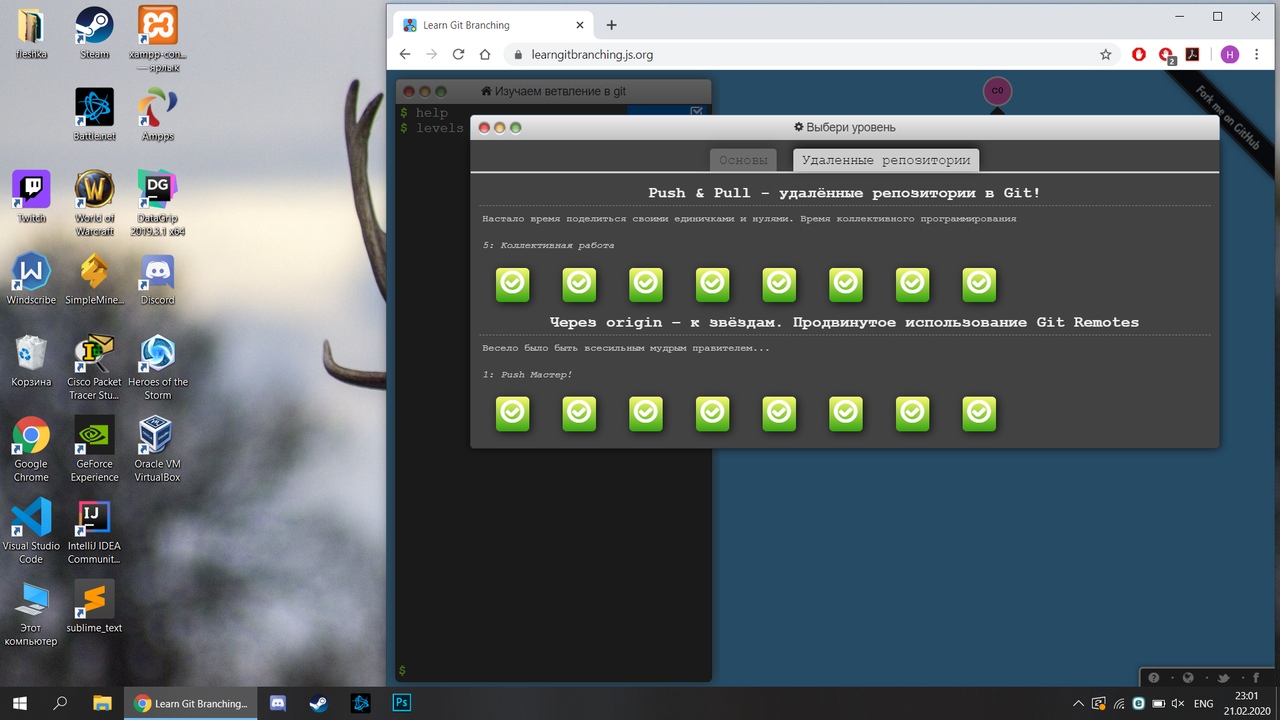 fleshka
Steam
xampp-con...
— ярлык
Battle.net
Ampps
Twitch
World of
Warcraft
DG
DataGrip
2019.3.1 x64
Windscribe
SimpleMine...
Discord
Корзина
Cisco Packet
Tracer Stu...
Heroes of the
Storm
Google
Chrome
GeForce
Experience
Oracle VM
VirtualBox
Visual Studio
Code
IJ
IntelliJ IDEA
Communit...
Этот
компьютер
sublime_text
Learn Git Branching
learngitbranching.js.org
2
H
Изучаем ветвление в git
$ help
$ levels
C0
Fork me on GitHub
Выбери уровень
Основы
Удаленные репозитории
Push & Pull – удалённые репозитории в Git!
Настало время поделиться своими единичками и нулями. Время коллективного программирования
5: Коллективная работа
Через origin – к звёздам. Продвинутое использование Git Remotes
Весело было быть всесильным мудрым правителем...
1: Push Мастер!
$
Learn Git Branching...
Ps
ENG
23:01
21.02.2020